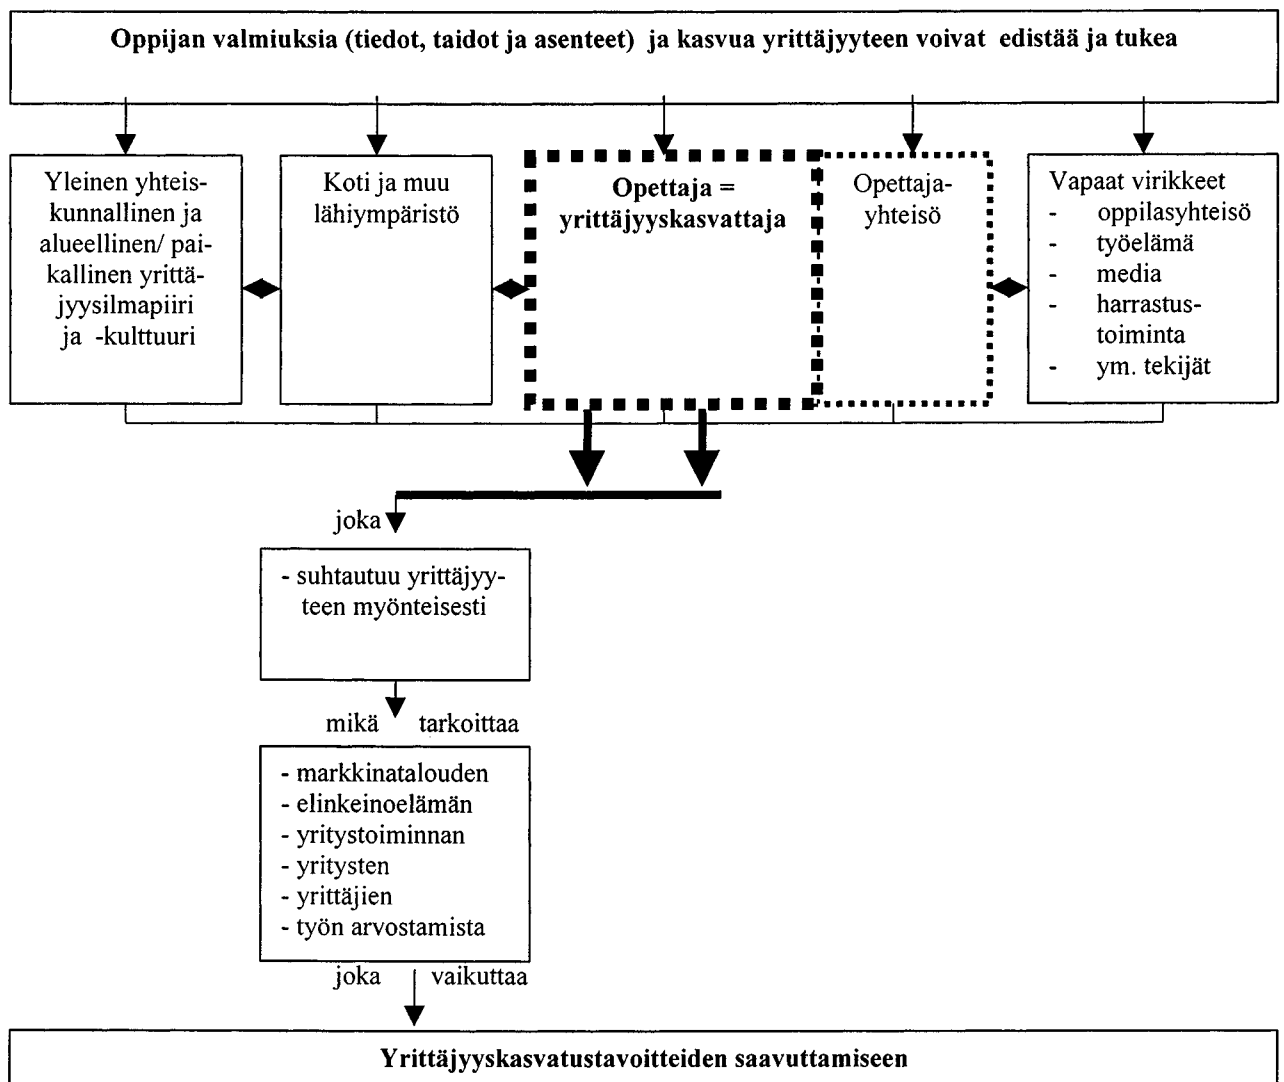 Oppijan valmiuksia (tiedot, taidot ja asenteet) ja kasvua yrittäjyyteen voivat edistää ja tukea
Yleinen yhteis-
kunnallinen ja
alueellinen/ pai-
kallinen yrittä-
jyysilmapiiri
ja -kulttuuri
Koti ja muu
lähiympäristö
Opettaja =
yrittäjyyskasvattaja
Opettaja-
yhteisö
Vapaat virikkeet
- oppilasyhteisö
- työelämä
- media
- harrastus-
toiminta
- ym. tekijät
joka
- suhtautuu yrittäjyy-
teen myönteisesti
mikä tarkoittaa
- markkinatalouden
- elinkeinoelämän
- yritystoiminnan
- yritysten
- yrittäjien
- työn arvostamista
joka vaikuttaa
Yrittäjyyskasvatustavoitteiden saavuttamiseen